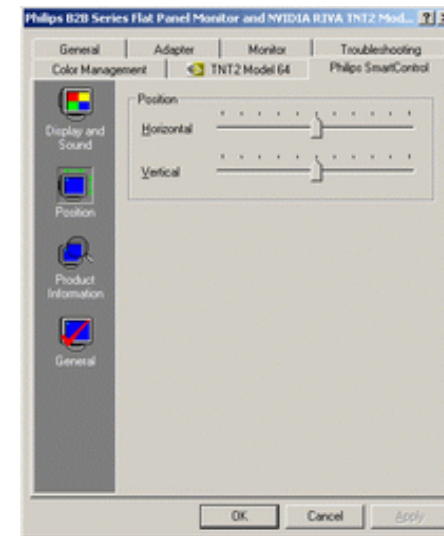 Philips B2B Series Flat Panel Monitor and NVIDIA RIVA TNT2 Mod... ?
General Adapter Monitor Troubleshooting
Color Management TNT2 Model 64 Philips SmartControl
Position
Horizontal
Vertical
Display and
Sound
Position
Product
Information
General
OK Cancel Apply